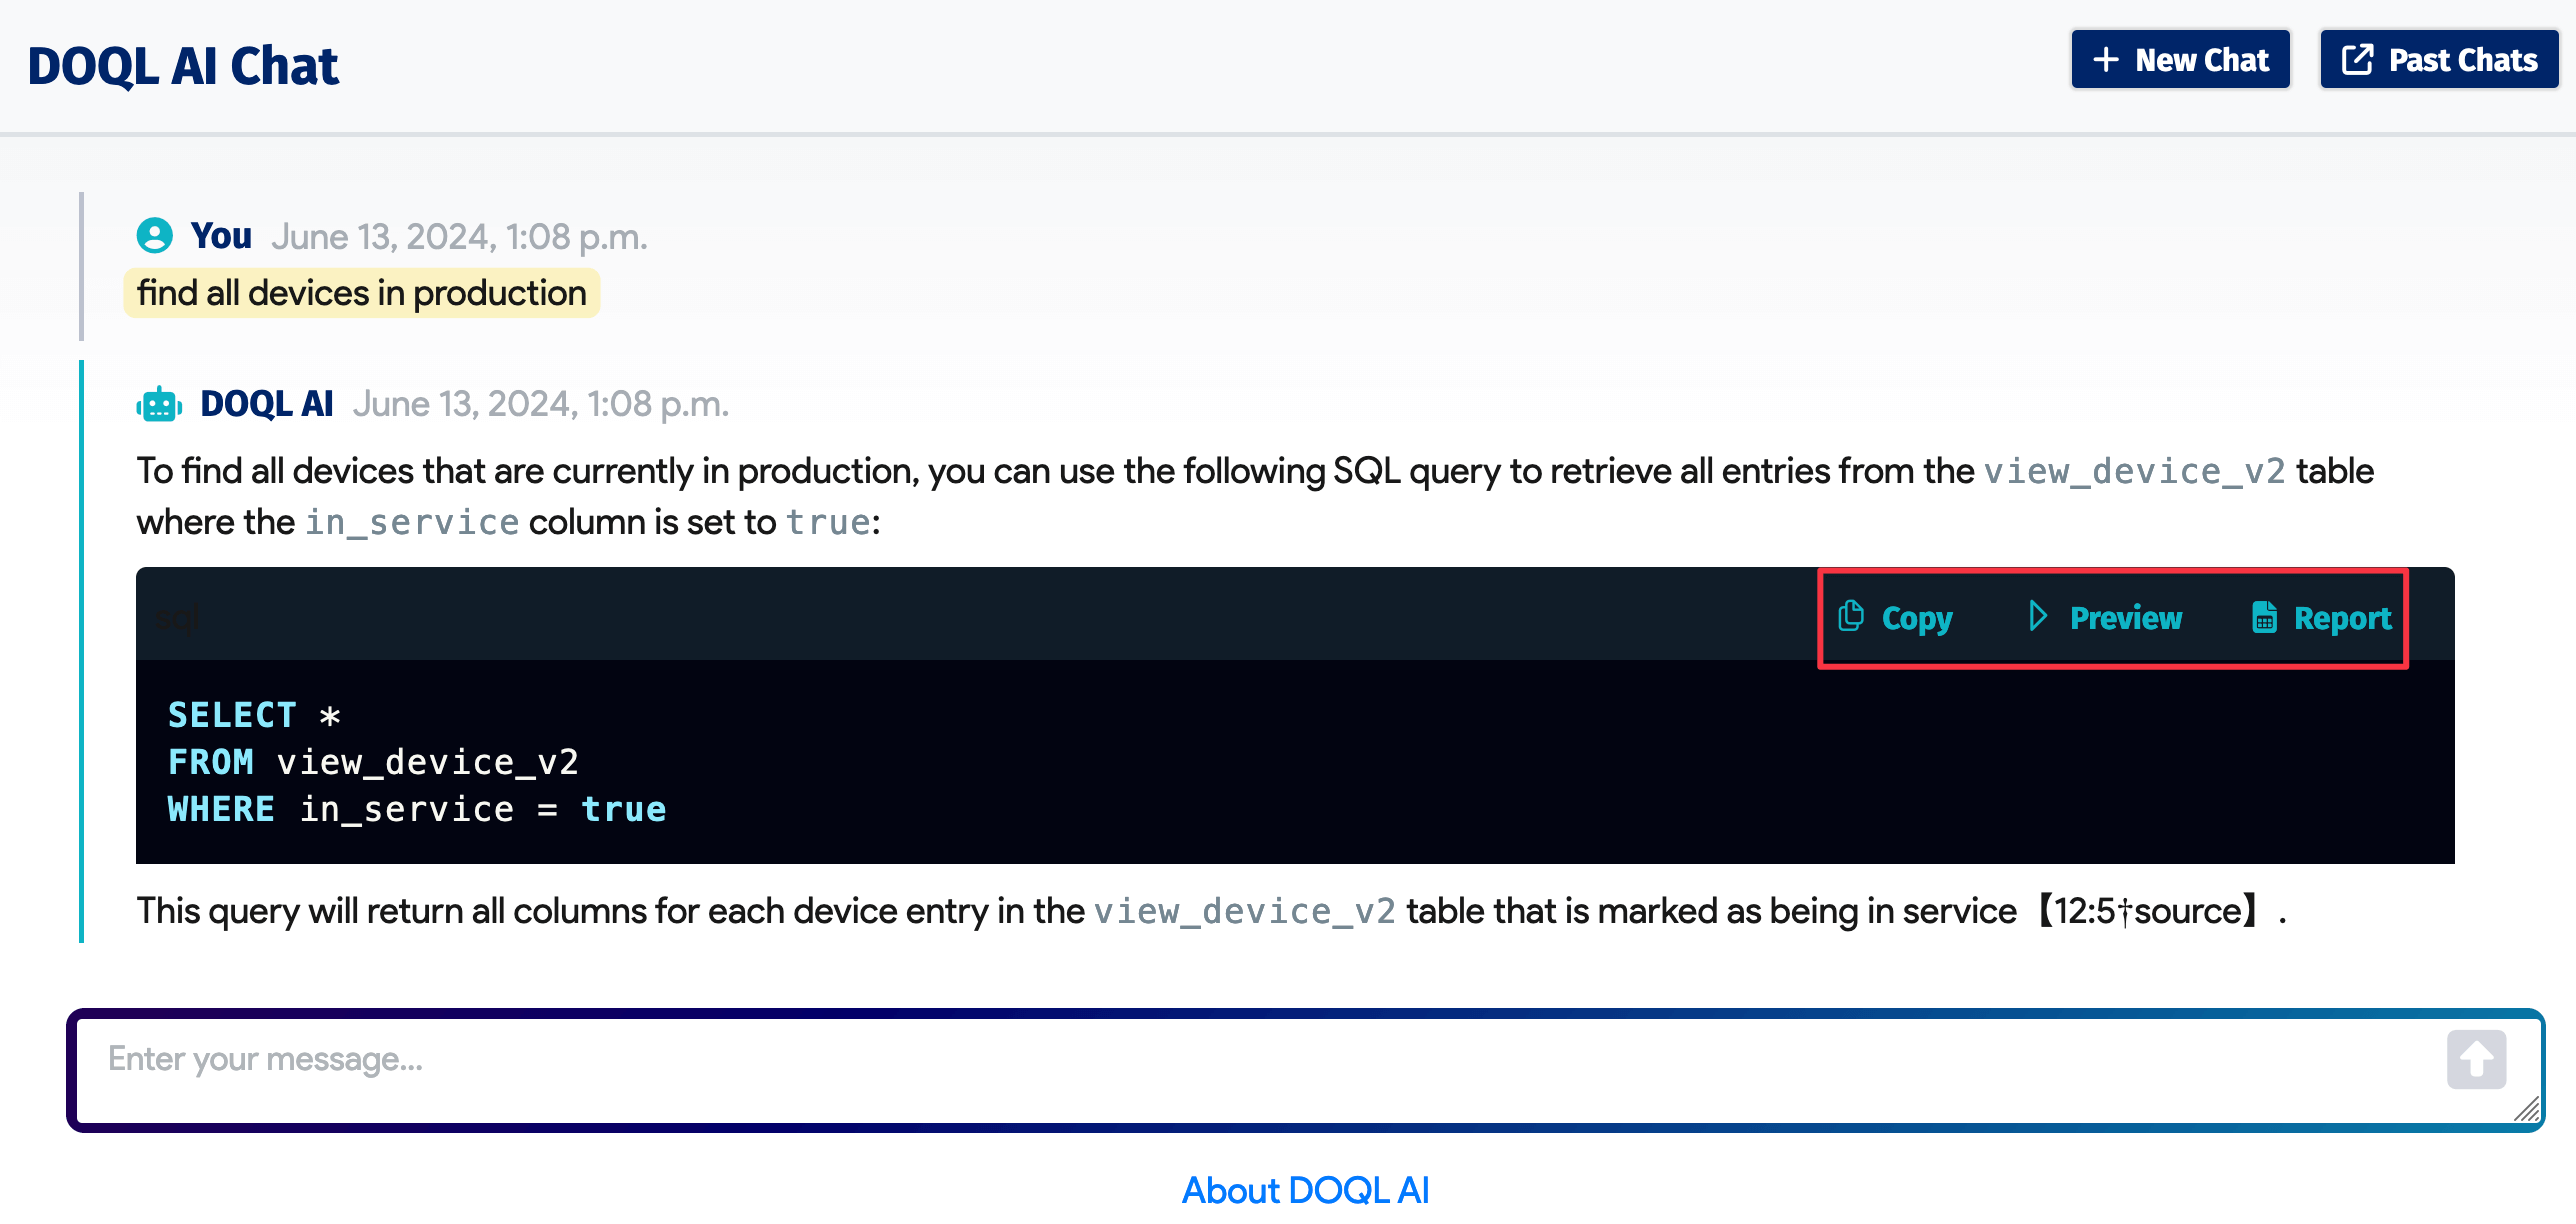 DOQL AI Chat
New Chat
Past Chats
You June 13, 2024, 1:08 p.m.
find all devices in production
DOQL AI June 13, 2024, 1:08 p.m.
To find all devices that are currently in production, you can use the following SQL query to retrieve all entries from the view_device_v2 table
where the in_service column is set to true:
sql
Copy
Preview
Report
SELECT *
FROM view_device_v2
WHERE in_service = true
This query will return all columns for each device entry in the view_device_v2 table that is marked as being in service【12:5†source】.
Enter your message...
About DOQL AI